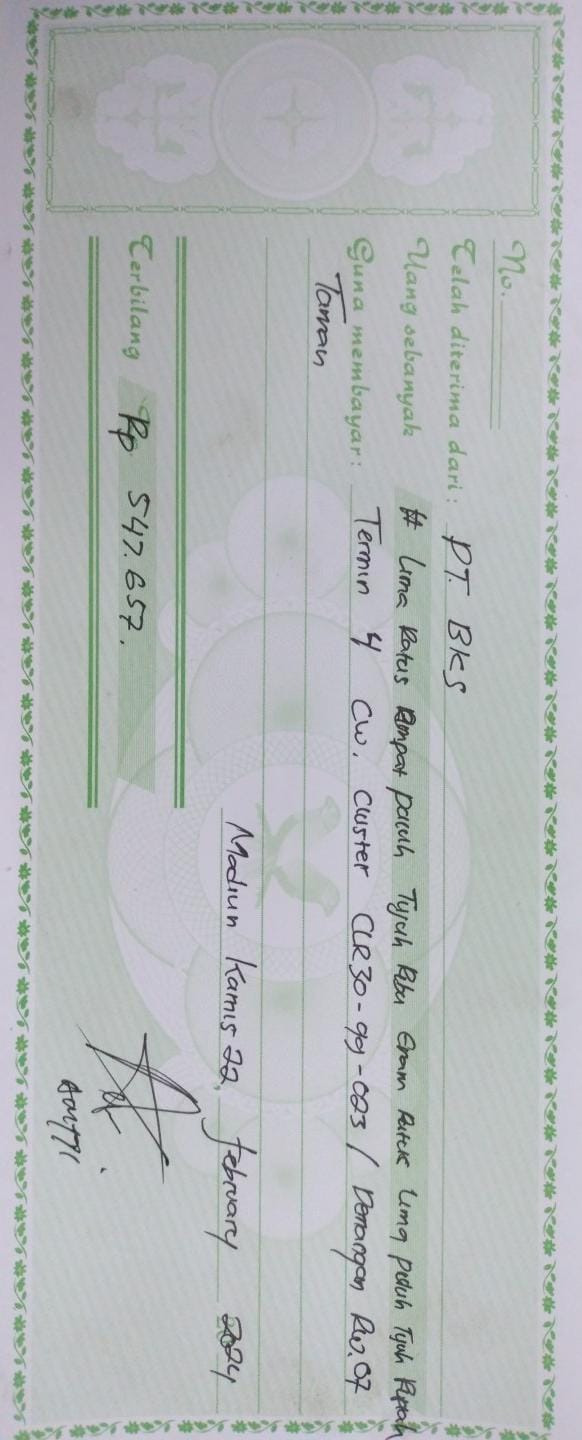 No.
Telah diterima dari: PT. BKS
Uang sebanyak # Lima Ratus Empat puluh Tujuh Ribu Enam Ratus Lima puluh Tujuh Rupiah
Guna membayar: Termin 4 CW. Cluster CLR30-99-023 / Demangan Rw. 07
Taman
Madiun Kamis 22, february 2024
Terbilang Rp 547.657.